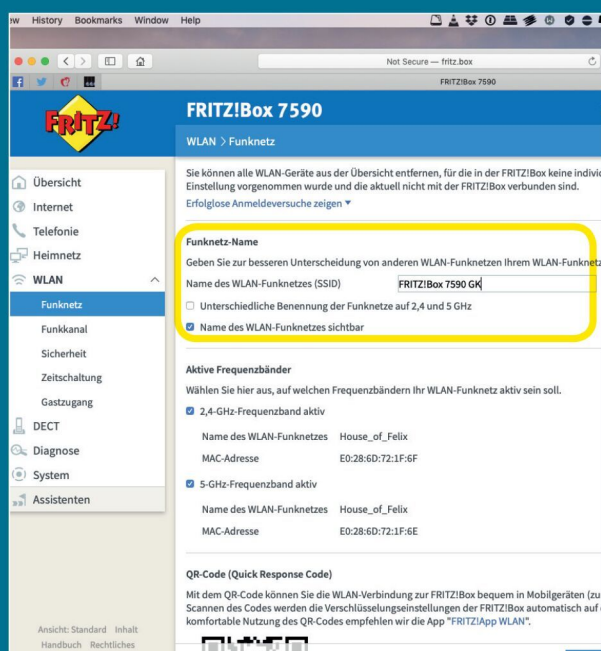 ew History Bookmarks Window Help
Not Secure — fritz.box
FRITZ!Box 7590
FRITZ!
FRITZ!Box 7590
WLAN > Funknetz
Übersicht
Internet
Telefonie
Heimnetz
WLAN
Funknetz
Funkkanal
Sicherheit
Zeitschaltung
Gastzugang
DECT
Diagnose
System
Assistenten
Ansicht: Standard Inhalt
Handbuch Rechtliches
Sie können alle WLAN-Geräte aus der Übersicht entfernen, für die in der FRITZ!Box keine indivi
Einstellung vorgenommen wurde und die aktuell nicht mit der FRITZ!Box verbunden sind.
Erfolglose Anmeldeversuche zeigen
Funknetz-Name
Geben Sie zur besseren Unterscheidung von anderen WLAN-Funknetzen Ihrem WLAN-Funknetz
Name des WLAN-Funknetzes (SSID) FRITZ!Box 7590 GK
Unterschiedliche Benennung der Funknetze auf 2,4 und 5 GHz
Name des WLAN-Funknetzes sichtbar
Aktive Frequenzbänder
Wählen Sie hier aus, auf welchen Frequenzbändern Ihr WLAN-Funknetz aktiv sein soll.
2,4-GHz-Frequenzband aktiv
Name des WLAN-Funknetzes House_of_Felix
MAC-Adresse E0:28:6D:72:1F:6F
5-GHz-Frequenzband aktiv
Name des WLAN-Funknetzes House_of_Felix
MAC-Adresse E0:28:6D:72:1F:6E
QR-Code (Quick Response Code)
Mit dem QR-Code können Sie die WLAN-Verbindung zur FRITZ!Box bequem in Mobilgeräten (zu
Scannen des Codes werden die Verschlüsselungseinstellungen der FRITZ!Box automatisch auf
komfortable Nutzung des QR-Codes empfehlen wir die App "FRITZ!App WLAN".